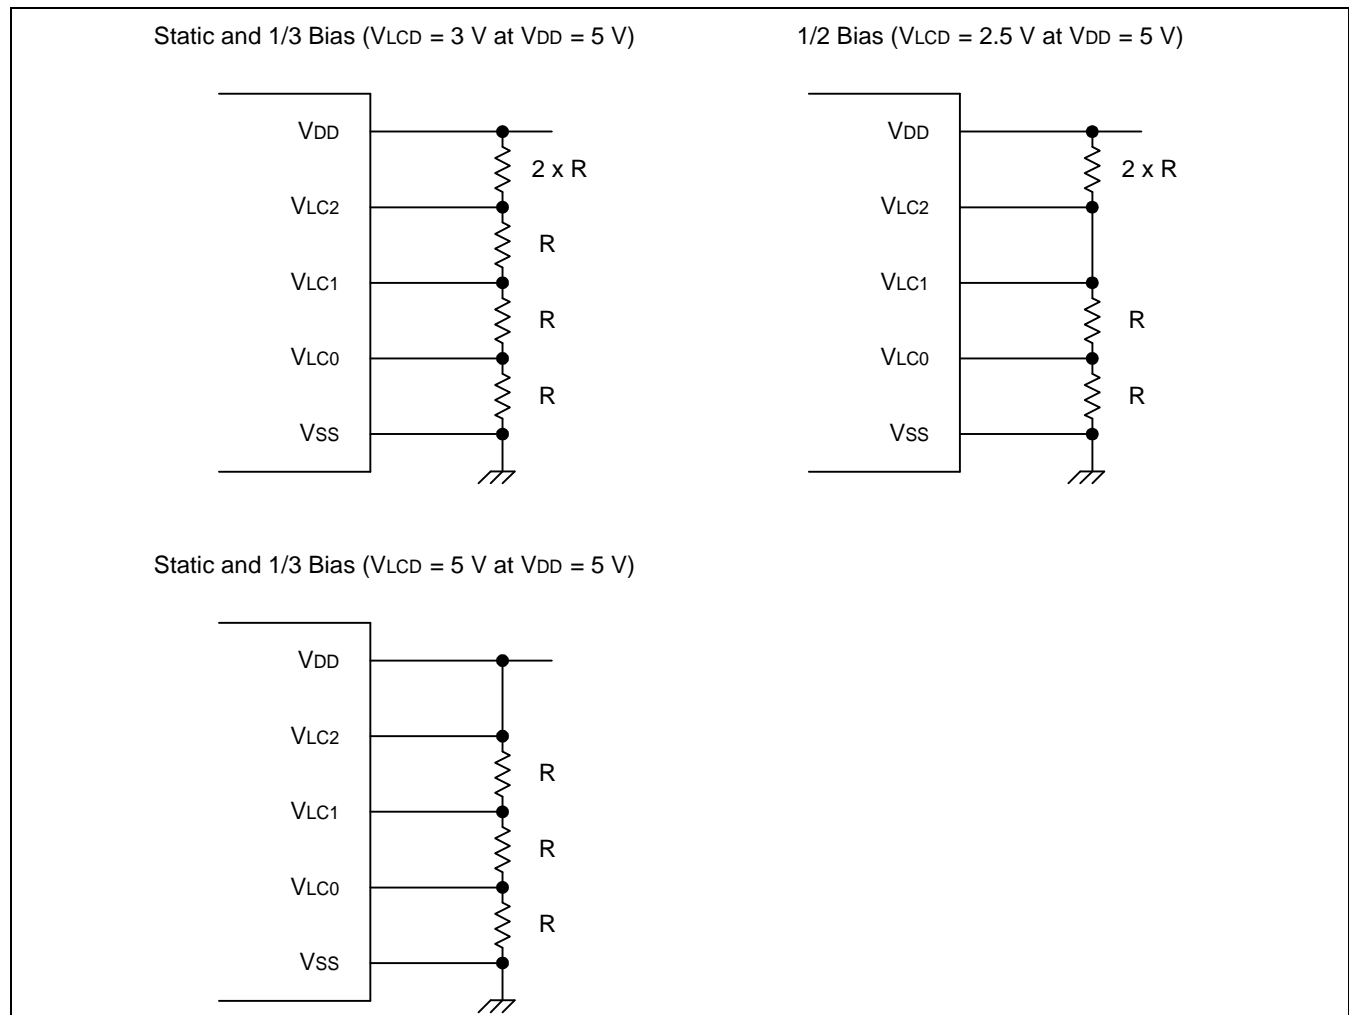 Static and 1/3 Bias (VLCD = 3 V at VDD = 5 V)
VDD
2 x R
VLC2
R
VLC1
R
VLC0
R
VSS
1/2 Bias (VLCD = 2.5 V at VDD = 5 V)
VDD
2 x R
VLC2
VLC1
R
VLC0
R
VSS
Static and 1/3 Bias (VLCD = 5 V at VDD = 5 V)
VDD
VLC2
R
VLC1
R
VLC0
R
VSS